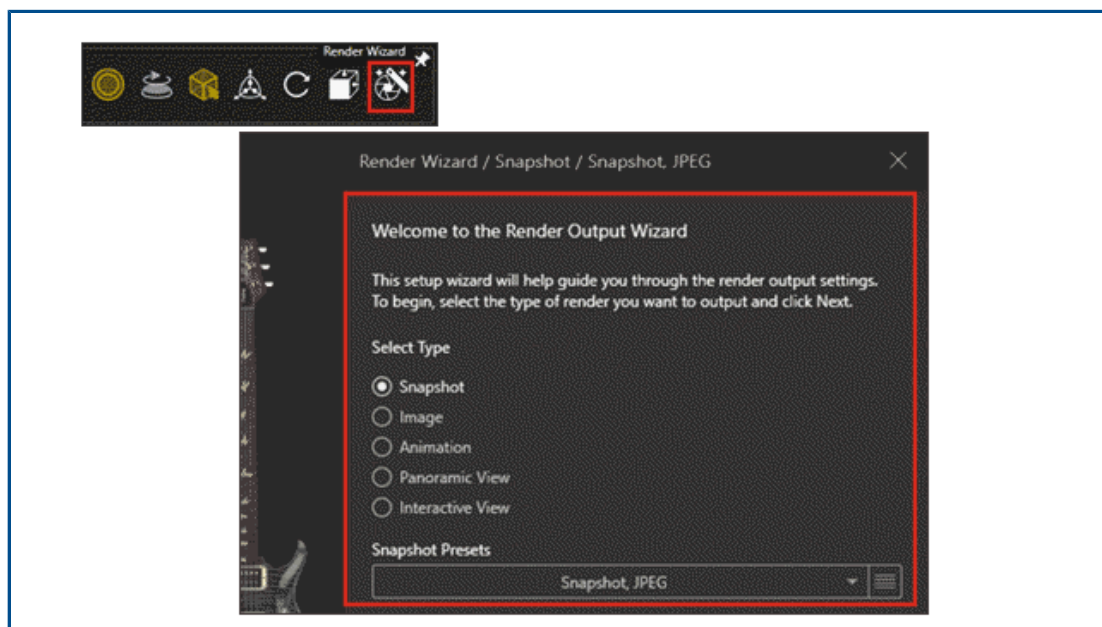 Render Wizard
Render Wizard / Snapshot / Snapshot, JPEG
Welcome to the Render Output Wizard
This setup wizard will help guide you through the render output settings.
To begin, select the type of render you want to output and click Next.
Select Type
Snapshot
Image
Animation
Panoramic View
Interactive View
Snapshot Presets
Snapshot, JPEG